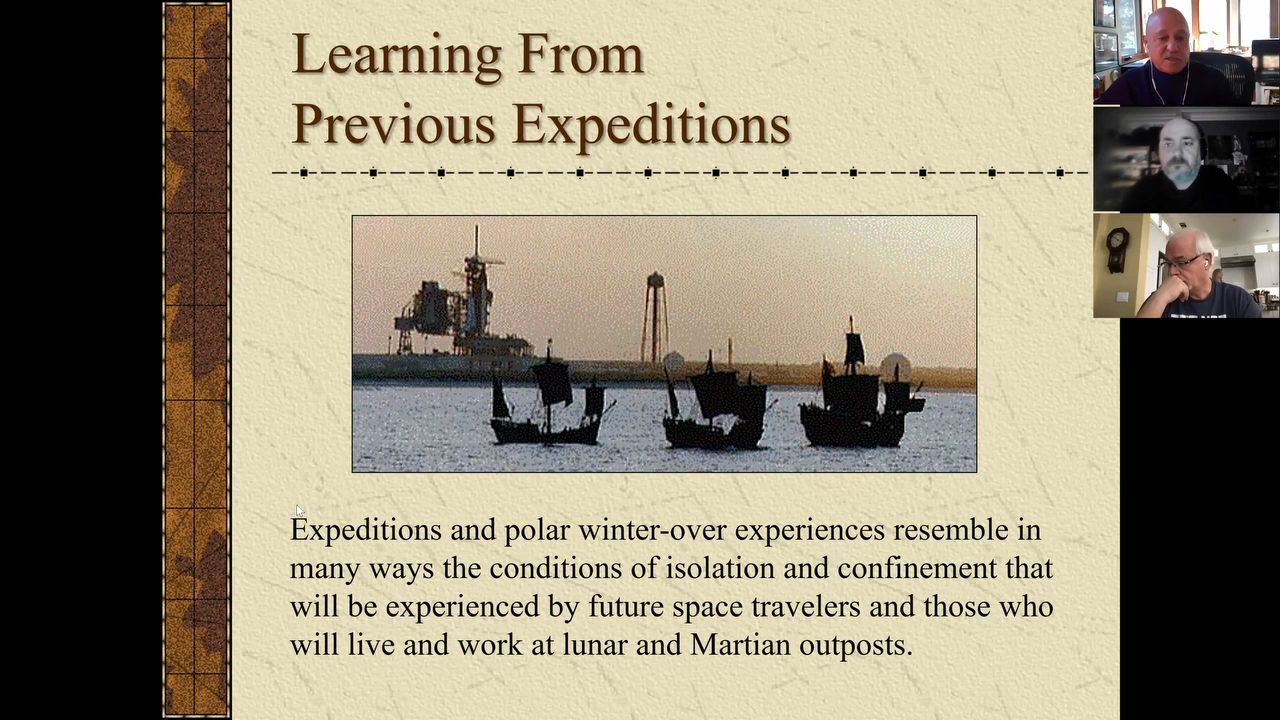 Learning From
Previous Expeditions
Expeditions and polar winter-over experiences resemble in
many ways the conditions of isolation and confinement that
will be experienced by future space travelers and those who
will live and work at lunar and Martian outposts.